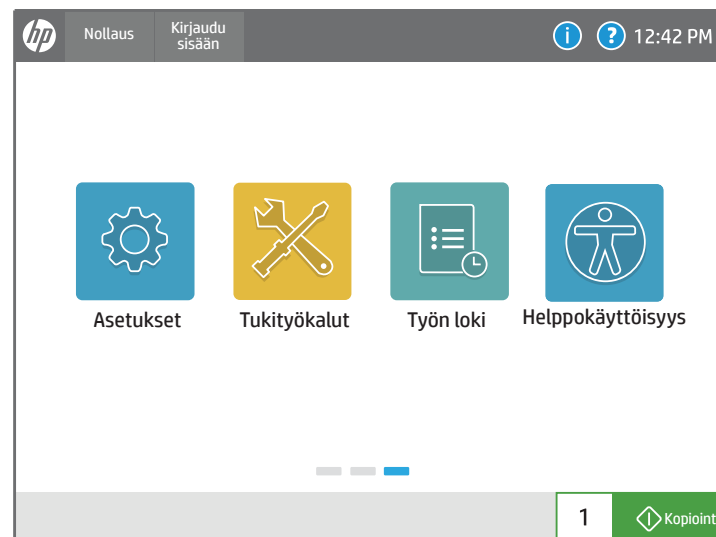 hp
Nollaus
Kirjaudu
sisään
i
?
12:42 PM
Asetukset
Tukityökalut
Työn loki
Helppokäyttöisyys
1
Kopioint